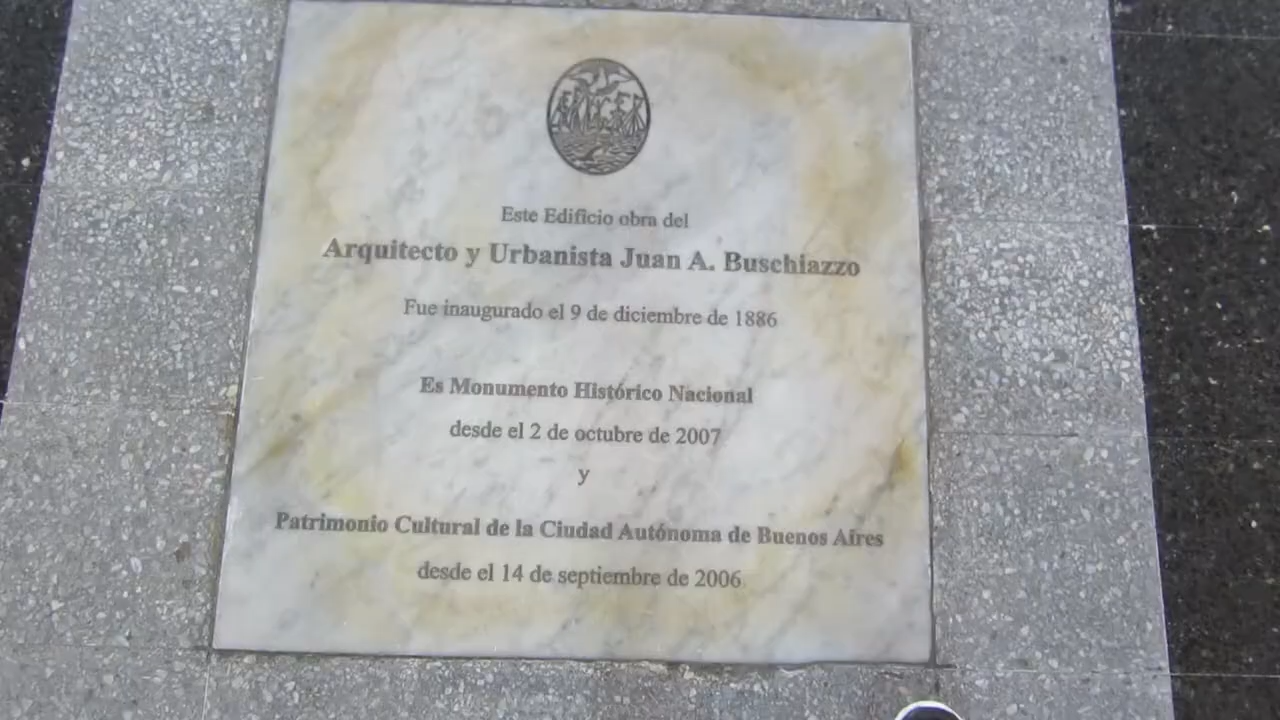 Este Edificio obra del
Arquitecto y Urbanista Juan A. Buschiazzo
Fue inaugurado el 9 de diciembre de 1886
Es Monumento Histórico Nacional
desde el 2 de octubre de 2007
y
Patrimonio Cultural de la Ciudad Autónoma de Buenos Aires
desde el 14 de septiembre de 2006